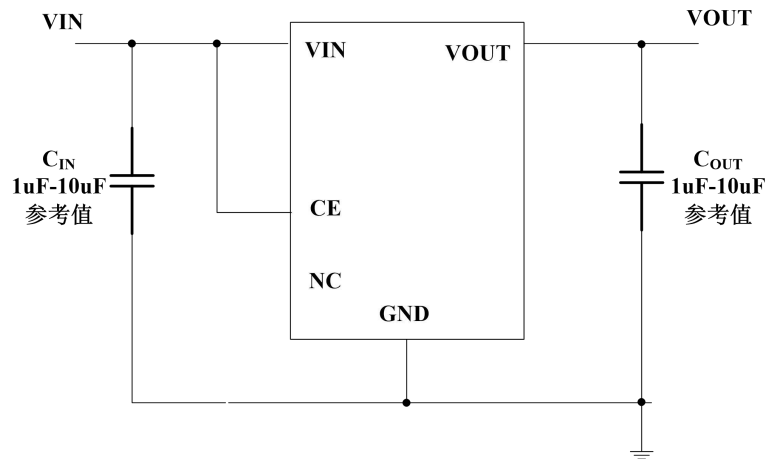 VIN
VOUT
VIN
VOUT
CIN
1uF-10uF
参考值
COUT
1uF-10uF
参考值
CE
NC
GND